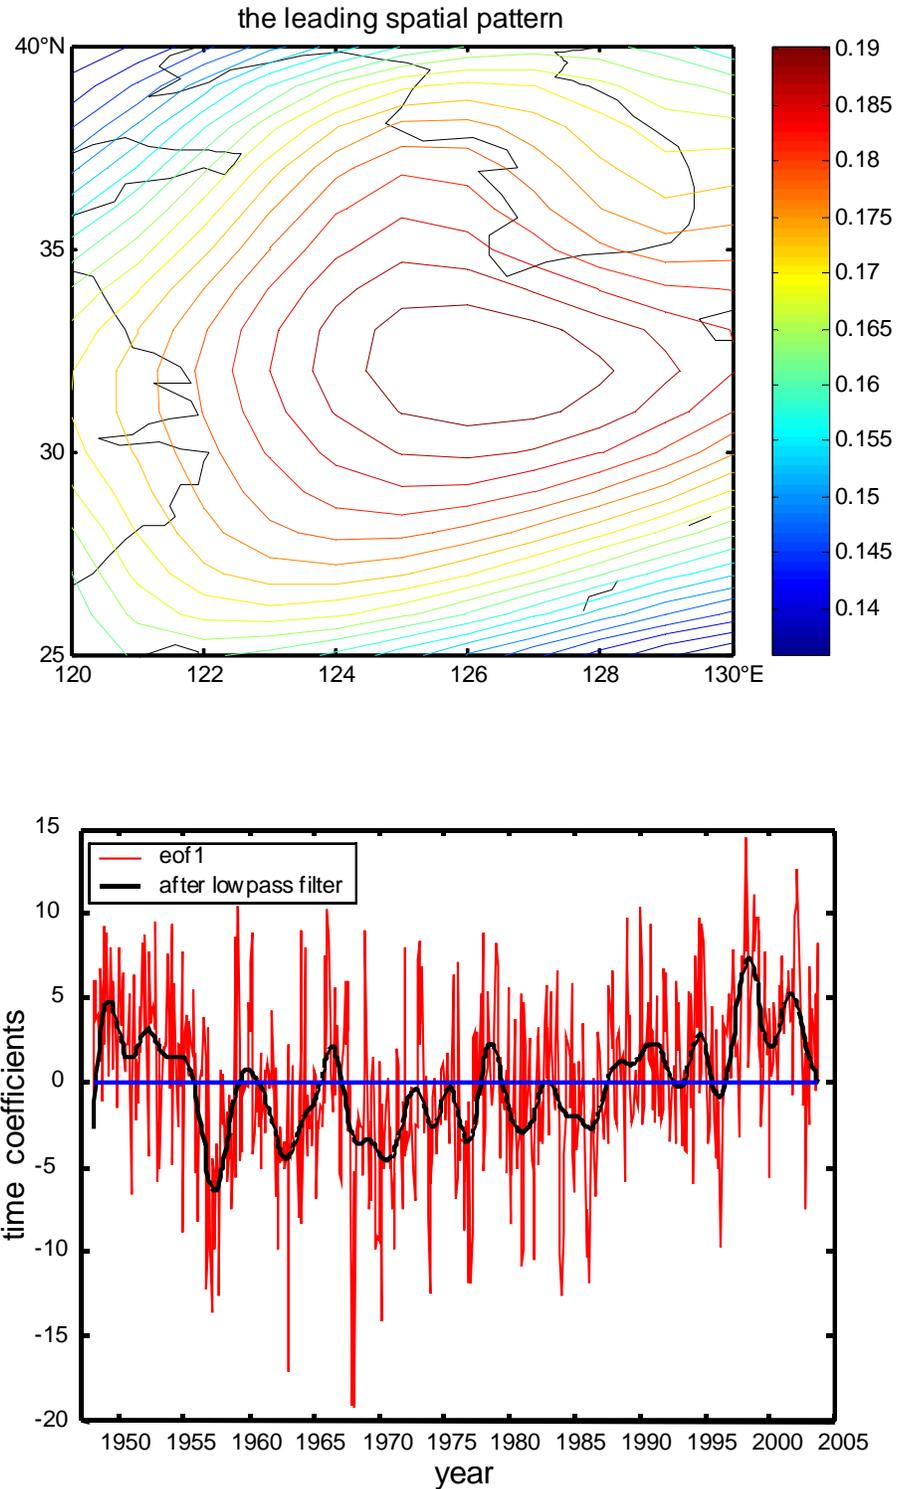 the leading spatial pattern
40°N
35
30
25
120 122 124 126 128 130°E
0.19
0.185
0.18
0.175
0.17
0.165
0.16
0.155
0.15
0.145
0.14
15
10
5
0
-5
-10
-15
-20
time coefficients
eof1
after lowpass filter
1950 1955 1960 1965 1970 1975 1980 1985 1990 1995 2000 2005
year